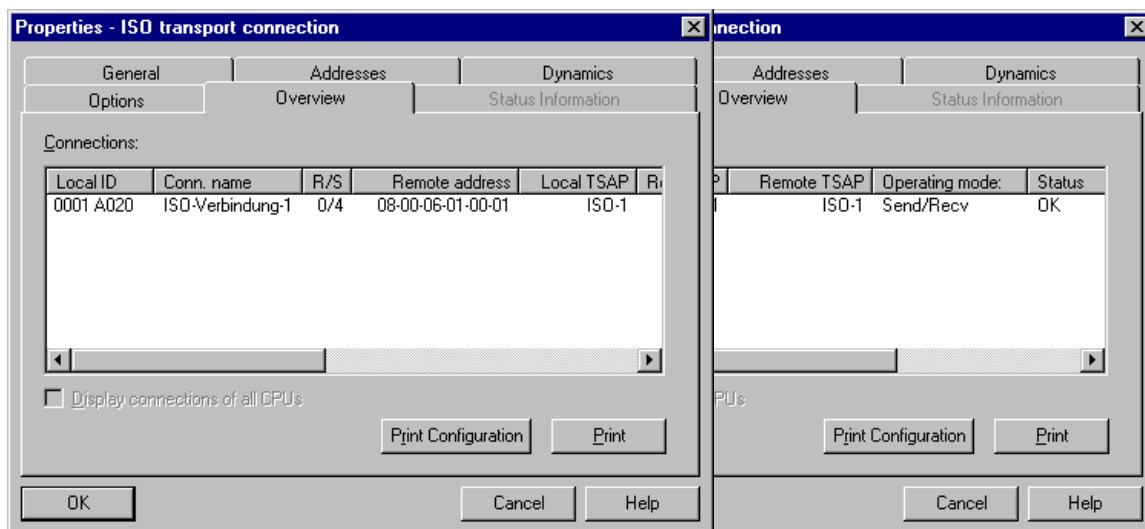 Properties - ISO transport connection
General Addresses Dynamics
Options Overview Status Information
Connections:
Local ID Conn. name R/S Remote address Local TSAP
0001 A020 ISO-Verbindung-1 0/4 08-00-06-01-00-01 ISO-1
Display connections of all CPUs
Print Configuration Print
OK Cancel Help
nection
Addresses Dynamics
Overview Status Information
P Remote TSAP Operating mode: Status
1 ISO-1 Send/Recv OK
PUs
Print Configuration Print
Cancel Help